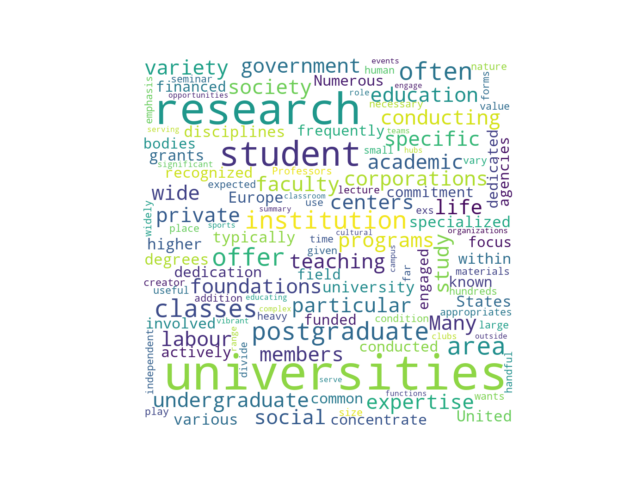 events
variety government human often nature
seminar
financed society Numerous engage forms
opportunities role education
emphasis research necessary value
conducting
serving disciplines frequently teams specific
bodies student small hubs dedicated agencies
grants significant academic vary
recognized Professors
expected faculty classroom lecture corporations
wide Europe use centers commitment life
widely private place summary sports institution exs specialized organizations
higher typically time cultural programs focus
degrees offer given teaching campus study within
dedication field far materials
creator foundations university engaged known hundreds
useful addition educating particular States
classes heavy complex condition appropriates
involved vibrant funded Many large
independent labour range postgraduate clubs outside
actively divide members conducted area handful
universities
serve functions
undergraduate common expertise wants
play various social size concentrate United